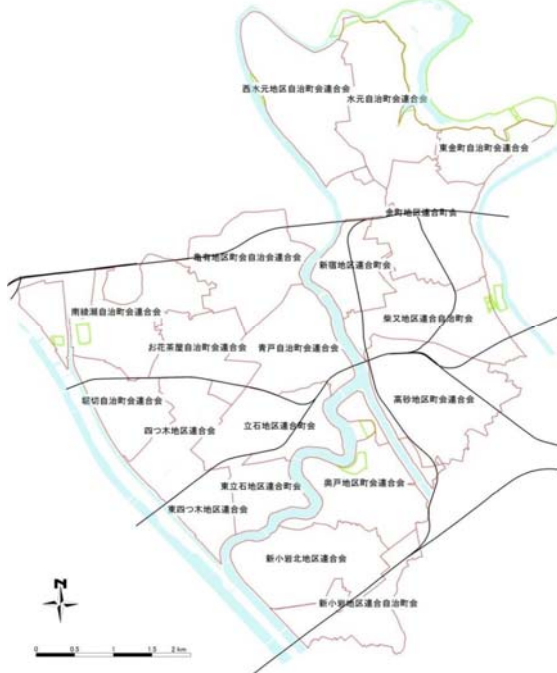 西水元地区自治町会連合会
水元自治町会連合会
東金町自治町会連合会
金町地区連合町会
亀有地区町会自治会連合会
新宿地区連合町会
南綾瀬自治町会連合会
柴又地区連合自治町会
お花茶屋自治町会連合会
青戸自治町会連合会
堀切自治町会連合会
高砂地区町会連合会
四つ木地区連合会
立石地区連合町会
東立石地区連合町会
奥戸地区町会連合会
東四つ木地区連合会
新小岩北地区連合会
新小岩地区連合自治町会
N
0 0.5 1 1.5 2 km